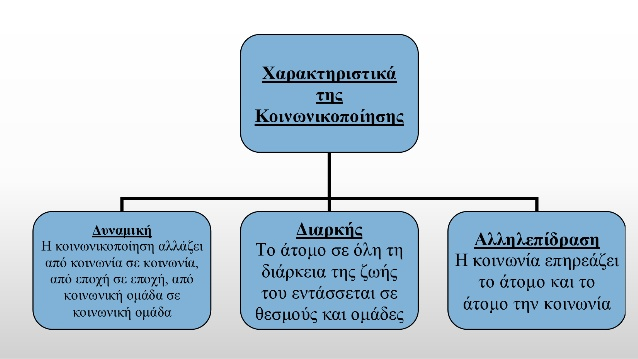 Χαρακτηριστικά
της
Κοινωνικοποίησης
Δυναμική
Η κοινωνικοποίηση αλλάζει
από κοινωνία σε κοινωνία,
από εποχή σε εποχή, από
κοινωνική ομάδα σε
κοινωνική ομάδα
Διαρκής
Το άτομο σε όλη τη
διάρκεια της ζωής
του εντάσσεται σε
θεσμούς και ομάδες
Αλληλεπίδραση
Η κοινωνία επηρεάζει
το άτομο και το
άτομο την κοινωνία